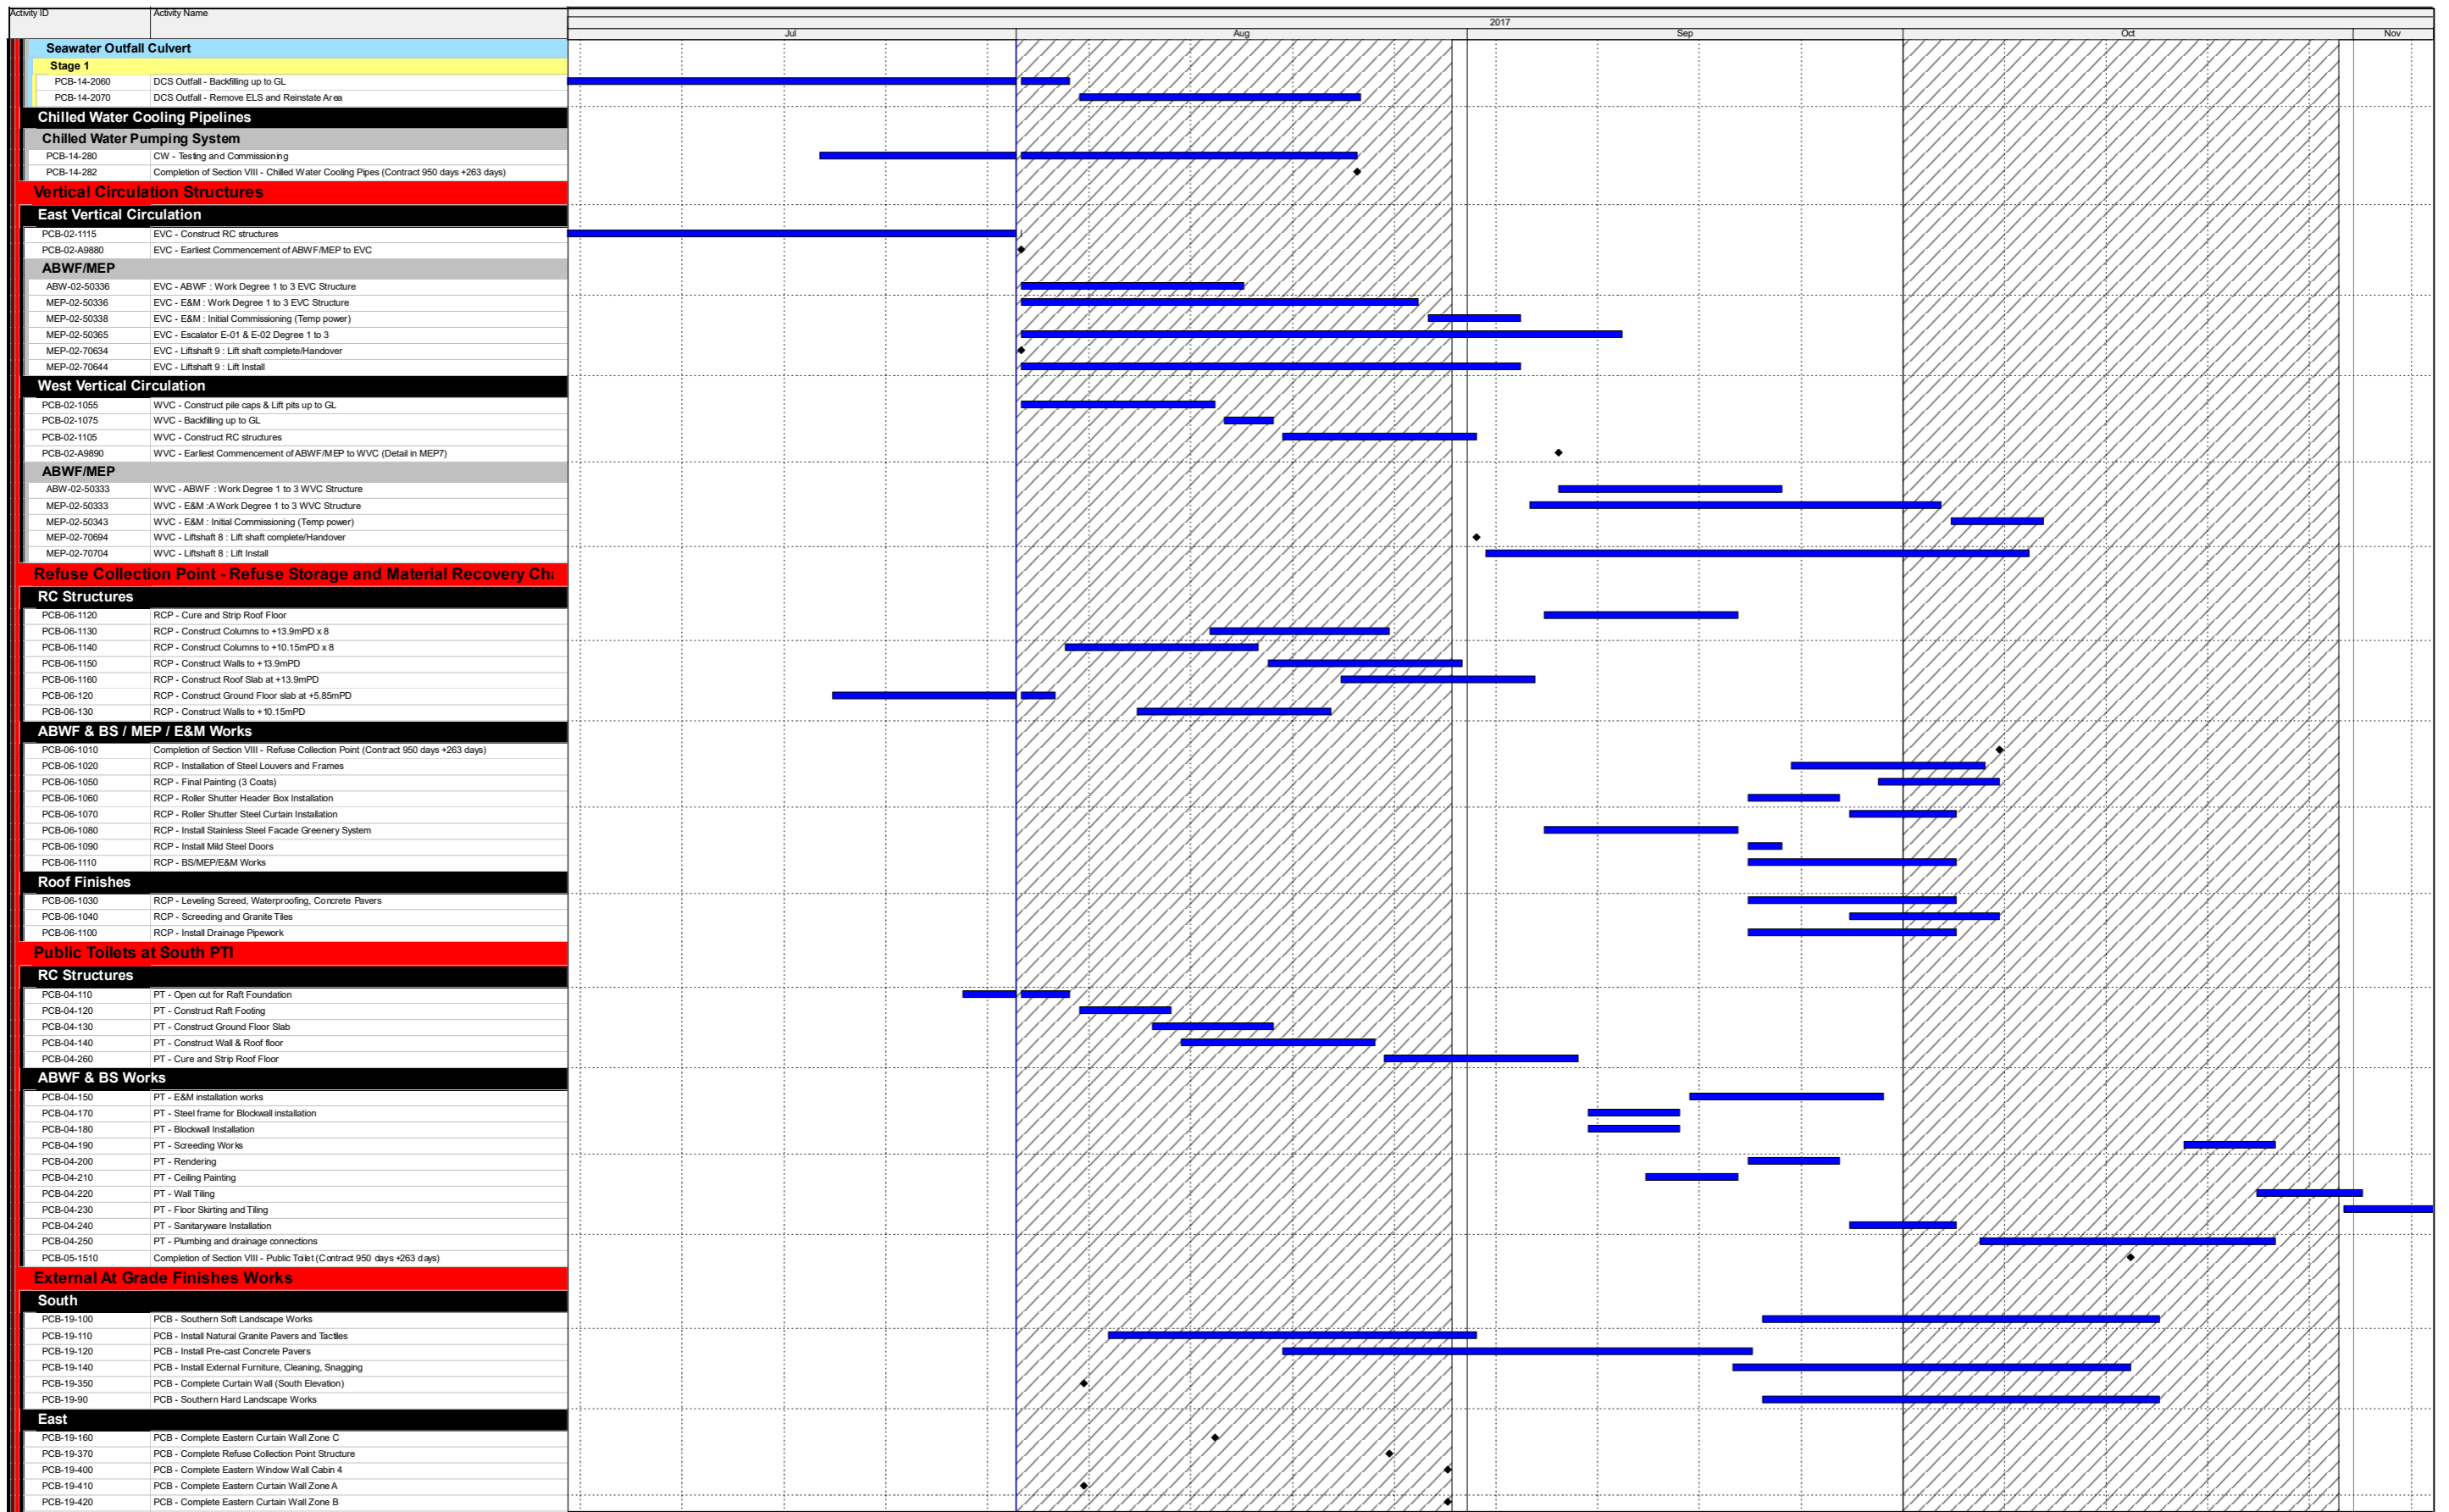 Activity ID Activity Name
2017
Jul Aug Sep Oct Nov
Seawater Outfall Culvert
Stage 1
PCB-14-2060 DCS Outfall - Backfilling up to GL
PCB-14-2070 DCS Outfall - Remove ELS and Reinstate Area
Chilled Water Cooling Pipelines
Chilled Water Pumping System
PCB-14-280 CW - Testing and Commissioning
PCB-14-282 Completion of Section VIII - Chilled Water Cooling Pipes (Contract 950 days +263 days)
Vertical Circulation Structures
East Vertical Circulation
PCB-02-1115 EVC - Construct RC structures
PCB-02-A9880 EVC - Earliest Commencement of ABWF/MEP to EVC
ABWF/MEP
ABW-02-50336 EVC - ABWF : Work Degree 1 to 3 EVC Structure
MEP-02-50336 EVC - E&M : Work Degree 1 to 3 EVC Structure
MEP-02-50338 EVC - E&M : Initial Commissioning (Temp power)
MEP-02-50365 EVC - Escalator E-01 & E-02 Degree 1 to 3
MEP-02-70634 EVC - Liftshaft 9 : Lift shaft complete/Handover
MEP-02-70644 EVC - Liftshaft 9 : Lift Install
West Vertical Circulation
PCB-02-1055 WVC - Construct pile caps & Lift pits up to GL
PCB-02-1075 WVC - Backfilling up to GL
PCB-02-1105 WVC - Construct RC structures
PCB-02-A9890 WVC - Earliest Commencement of ABWF/MEP to WVC (Detail in MEP7)
ABWF/MEP
ABW-02-50333 WVC - ABWF : Work Degree 1 to 3 WVC Structure
MEP-02-50333 WVC - E&M :A Work Degree 1 to 3 WVC Structure
MEP-02-50343 WVC - E&M : Initial Commissioning (Temp power)
MEP-02-70694 WVC - Liftshaft 8 : Lift shaft complete/Handover
MEP-02-70704 WVC - Liftshaft 8 : Lift Install
Refuse Collection Point - Refuse Storage and Material Recovery Cha
RC Structures
PCB-06-1120 RCP - Cure and Strip Roof Floor
PCB-06-1130 RCP - Construct Columns to +13.9mPD x 8
PCB-06-1140 RCP - Construct Columns to +10.15mPD x 8
PCB-06-1150 RCP - Construct Walls to +13.9mPD
PCB-06-1160 RCP - Construct Roof Slab at +13.9mPD
PCB-06-120 RCP - Construct Ground Floor slab at +5.85mPD
PCB-06-130 RCP - Construct Walls to +10.15mPD
ABWF & BS / MEP / E&M Works
PCB-06-1010 Completion of Section VIII - Refuse Collection Point (Contract 950 days +263 days)
PCB-06-1020 RCP - Installation of Steel Louvers and Frames
PCB-06-1050 RCP - Final Painting (3 Coats)
PCB-06-1060 RCP - Roller Shutter Header Box Installation
PCB-06-1070 RCP - Roller Shutter Steel Curtain Installation
PCB-06-1080 RCP - Install Stainless Steel Facade Greenery System
PCB-06-1090 RCP - Install Mild Steel Doors
PCB-06-1110 RCP - BS/MEP/E&M Works
Roof Finishes
PCB-06-1030 RCP - Leveling Screed, Waterproofing, Concrete Pavers
PCB-06-1040 RCP - Screeding and Granite Tiles
PCB-06-1100 RCP - Install Drainage Pipework
Public Toilets at South PTI
RC Structures
PCB-04-110 PT - Open cut for Raft Foundation
PCB-04-120 PT - Construct Raft Footing
PCB-04-130 PT - Construct Ground Floor Slab
PCB-04-140 PT - Construct Wall & Roof floor
PCB-04-260 PT - Cure and Strip Roof Floor
ABWF & BS Works
PCB-04-150 PT - E&M installation works
PCB-04-170 PT - Steel frame for Blockwall installation
PCB-04-180 PT - Blockwall Installation
PCB-04-190 PT - Screeding Works
PCB-04-200 PT - Rendering
PCB-04-210 PT - Ceiling Painting
PCB-04-220 PT - Wall Tiling
PCB-04-230 PT - Floor Skirting and Tiling
PCB-04-240 PT - Sanitaryware Installation
PCB-04-250 PT - Plumbing and drainage connections
PCB-05-1510 Completion of Section VIII - Public Toilet (Contract 950 days +263 days)
External At Grade Finishes Works
South
PCB-19-100 PCB - Southern Soft Landscape Works
PCB-19-110 PCB - Install Natural Granite Pavers and Tactiles
PCB-19-120 PCB - Install Pre-cast Concrete Pavers
PCB-19-140 PCB - Install External Furniture, Cleaning, Snagging
PCB-19-350 PCB - Complete Curtain Wall (South Elevation)
PCB-19-90 PCB - Southern Hard Landscape Works
East
PCB-19-160 PCB - Complete Eastern Curtain Wall Zone C
PCB-19-370 PCB - Complete Refuse Collection Point Structure
PCB-19-400 PCB - Complete Eastern Window Wall Cabin 4
PCB-19-410 PCB - Complete Eastern Curtain Wall Zone A
PCB-19-420 PCB - Complete Eastern Curtain Wall Zone B